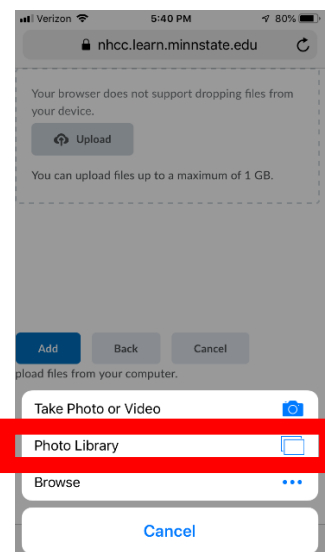 Verizon 5:40 PM 80%
nhcc.learn.minnstate.edu
Your browser does not support dropping files from
your device.
Upload
You can upload files up to a maximum of 1 GB.
Add Back Cancel
pload files from your computer.
Take Photo or Video
Photo Library
Browse
Cancel